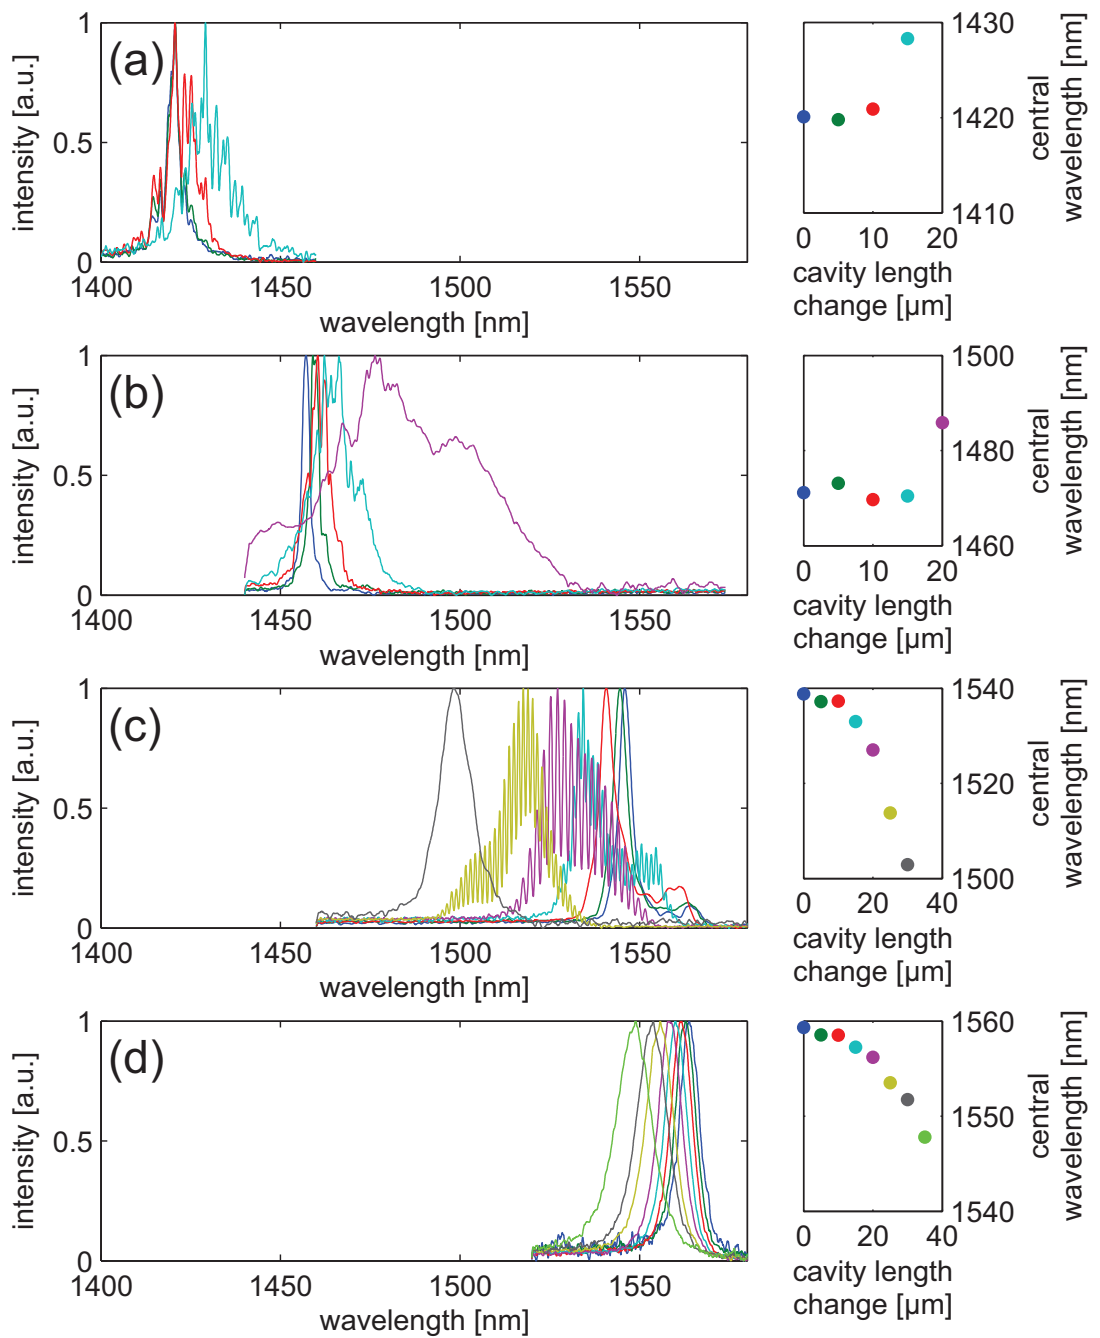 (a)
intensity [a.u.]
1
0.5
0
1400 1450 1500 1550
wavelength [nm]
1430
1420
1410
central
wavelength [nm]
0 10 20
cavity length
change [µm]
(b)
intensity [a.u.]
1
0.5
0
1400 1450 1500 1550
wavelength [nm]
1500
1480
1460
central
wavelength [nm]
0 10 20
cavity length
change [µm]
(c)
intensity [a.u.]
1
0.5
0
1400 1450 1500 1550
wavelength [nm]
1540
1520
1500
central
wavelength [nm]
0 20 40
cavity length
change [µm]
(d)
intensity [a.u.]
1
0.5
0
1400 1450 1500 1550
wavelength [nm]
1560
1550
1540
central
wavelength [nm]
0 20 40
cavity length
change [µm]